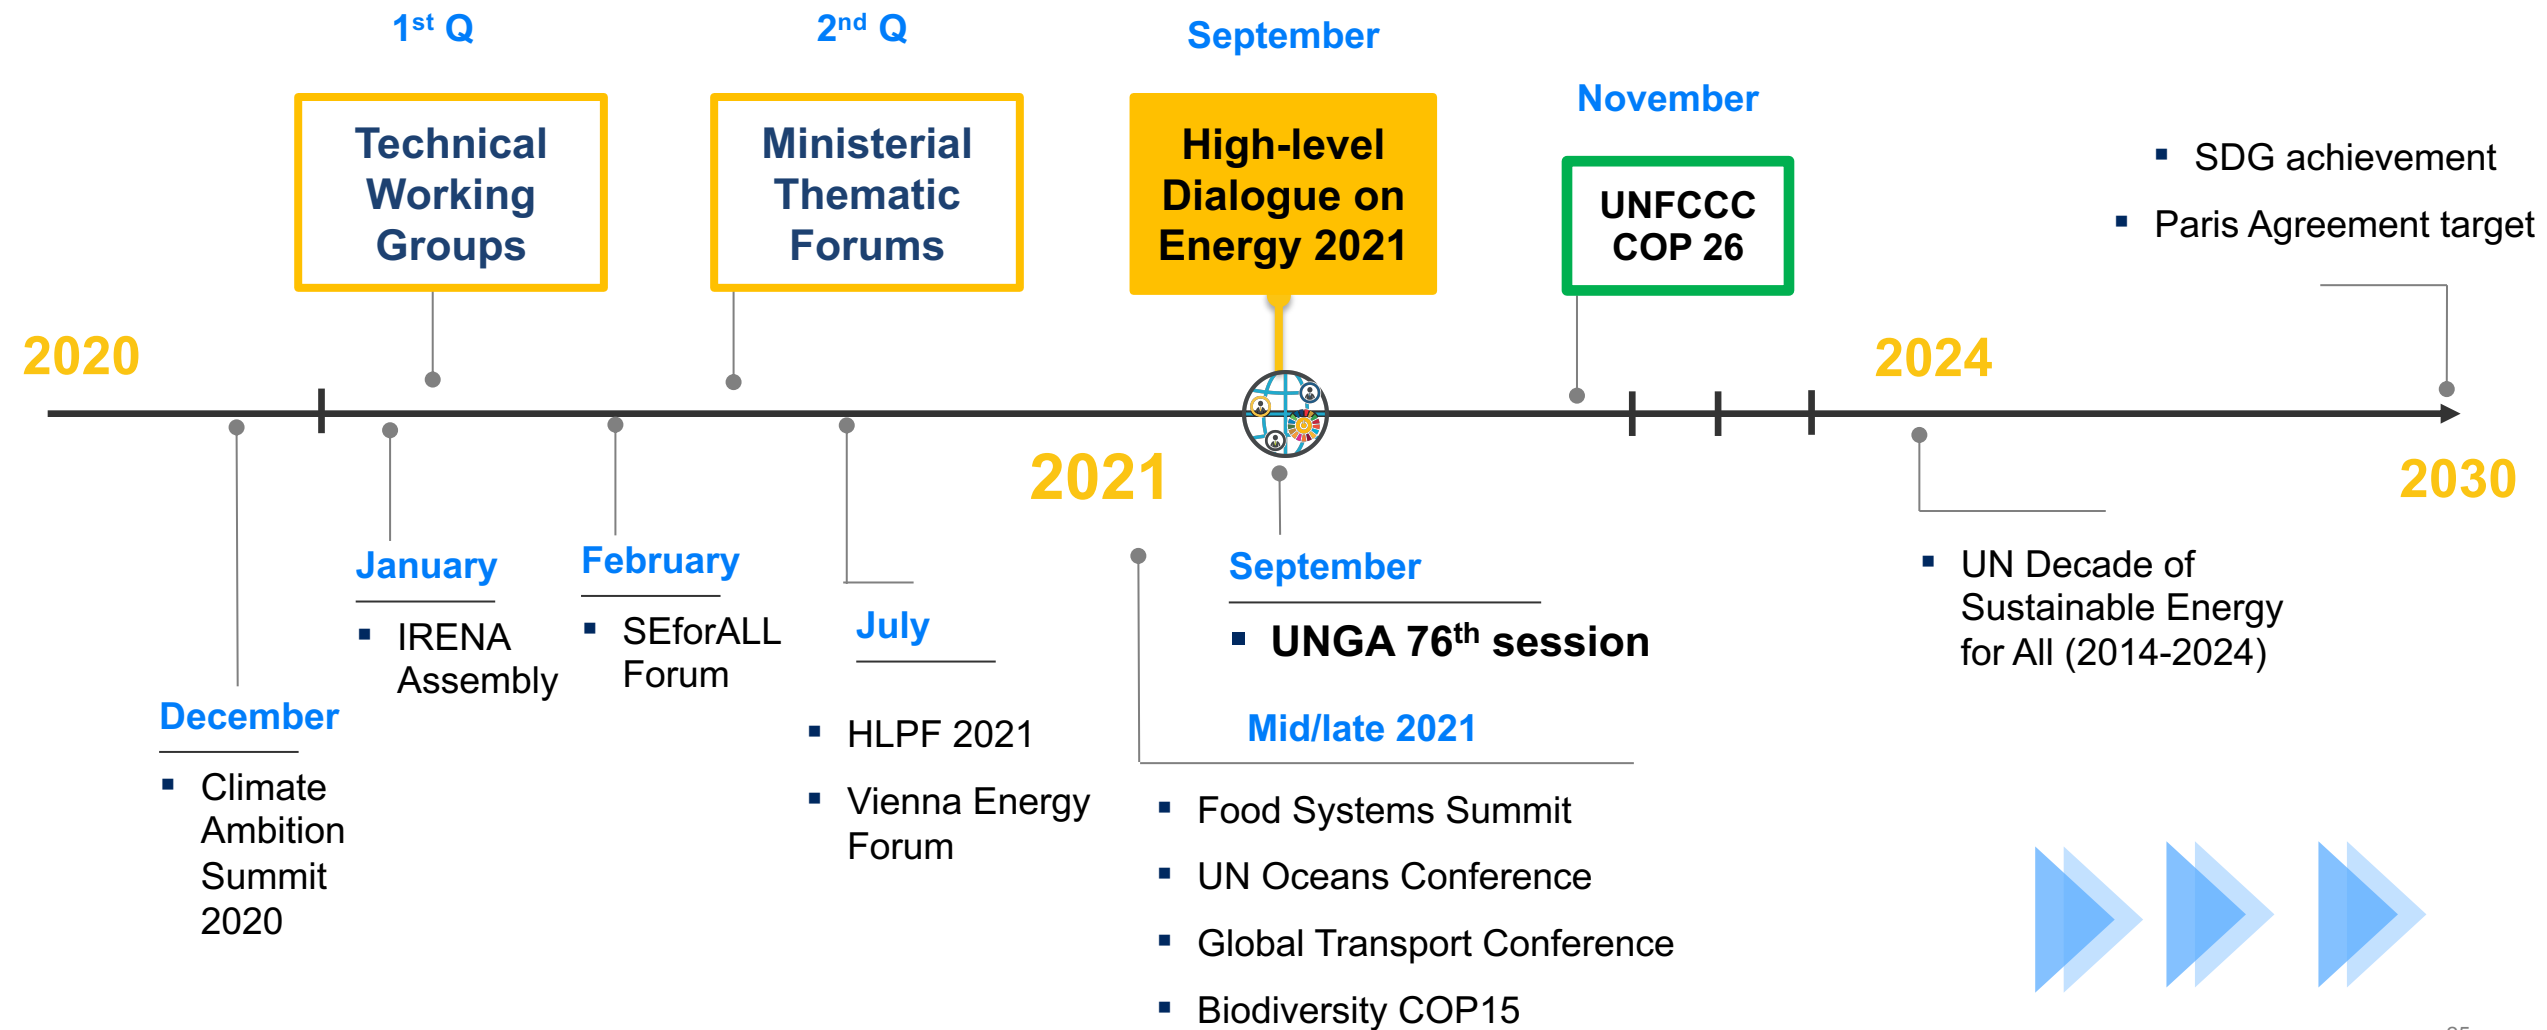 1st Q
Technical
Working
Groups
2nd Q
Ministerial
Thematic
Forums
September
High-level
Dialogue on
Energy 2021
November
UNFCCC
COP 26
▪ SDG achievement
▪ Paris Agreement target
2020
2021
2024
2030
December
▪ Climate
Ambition
Summit
2020
January
▪ IRENA
Assembly
February
▪ SEforALL
Forum
July
▪ HLPF 2021
▪ Vienna Energy
Forum
September
▪ UNGA 76th session
Mid/late 2021
▪ Food Systems Summit
▪ UN Oceans Conference
▪ Global Transport Conference
▪ Biodiversity COP15
▪ UN Decade of
Sustainable Energy
for All (2014-2024)